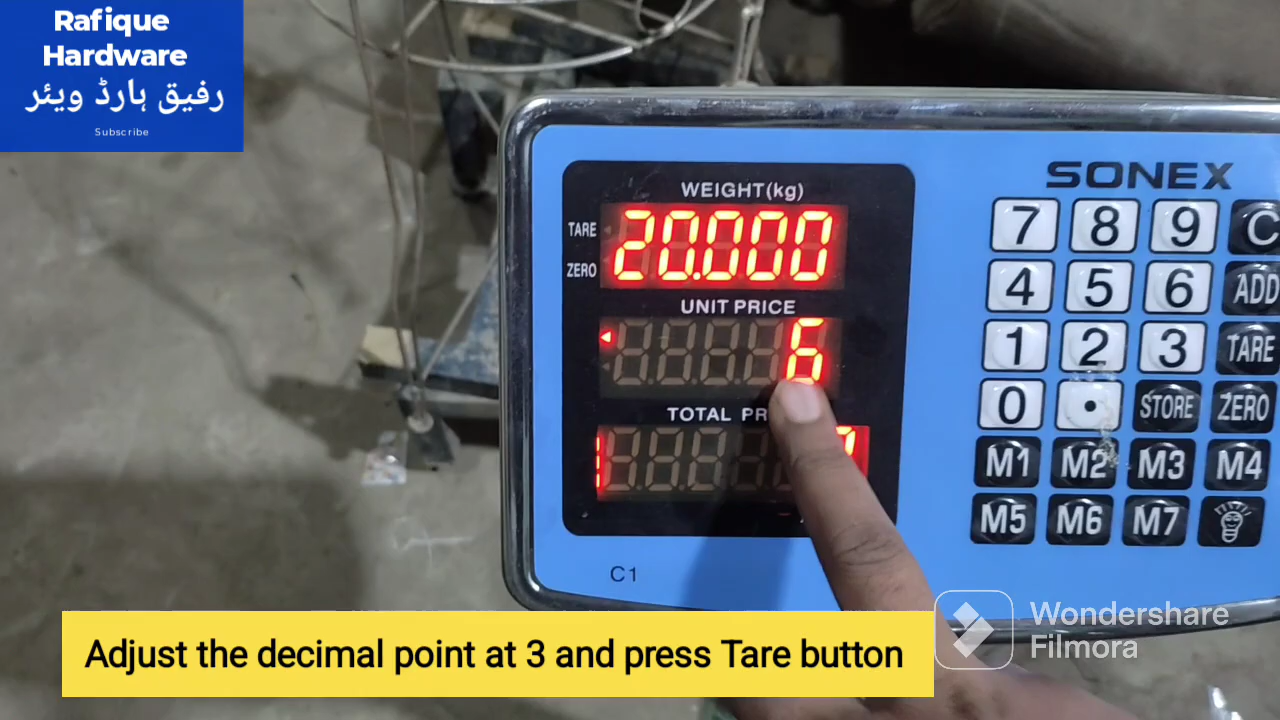 Rafique
Hardware
رفیق ہارڈ ویئر
Subscribe
SONEX
WEIGHT(kg)
TARE
20.000
ZERO
UNIT PRICE
6
TOTAL
7 8 9 C
4 5 6 ADD
1 2 3 TARE
0 . STORE ZERO
M1 M2 M3 M4
M5 M6 M7
C1
Adjust the decimal point at 3 and press Tare button
Wondershare
Filmora